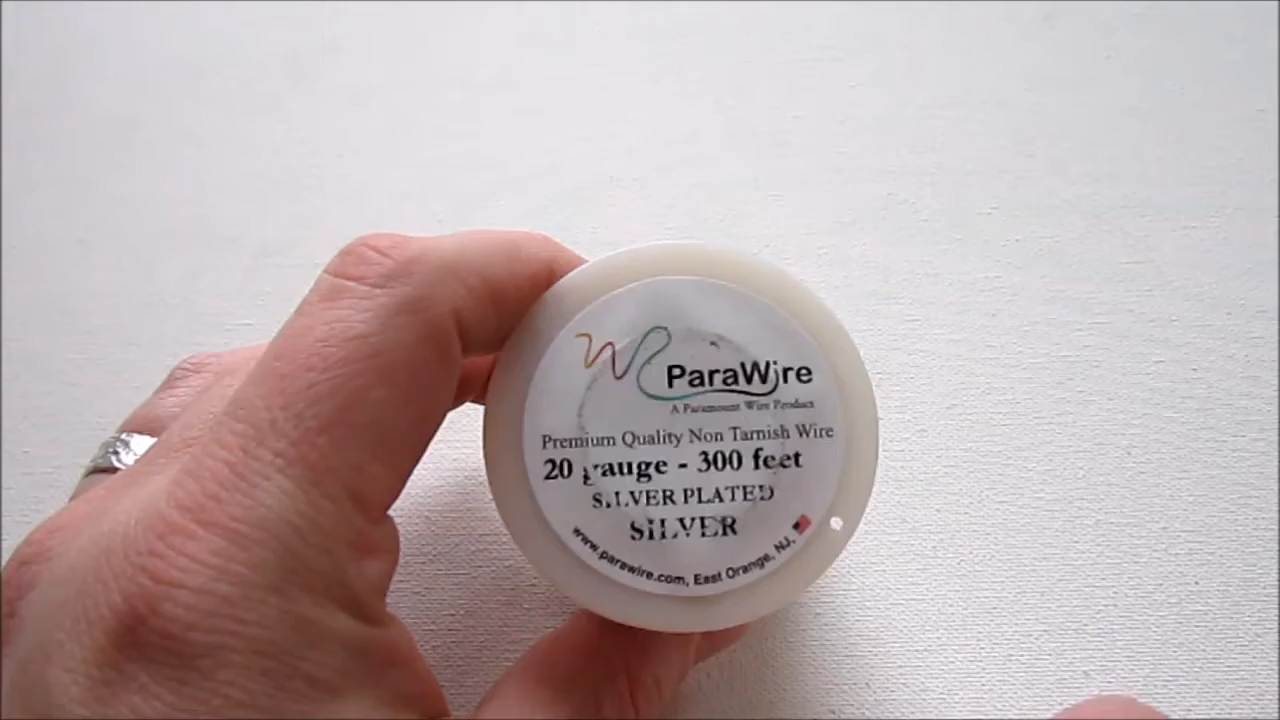 ParaWire
A Paramount Wire Product
Premium Quality Non Tarnish Wire
20 gauge - 300 feet
SILVER PLATED
SILVER
www.parawire.com, East Orange, NJ,